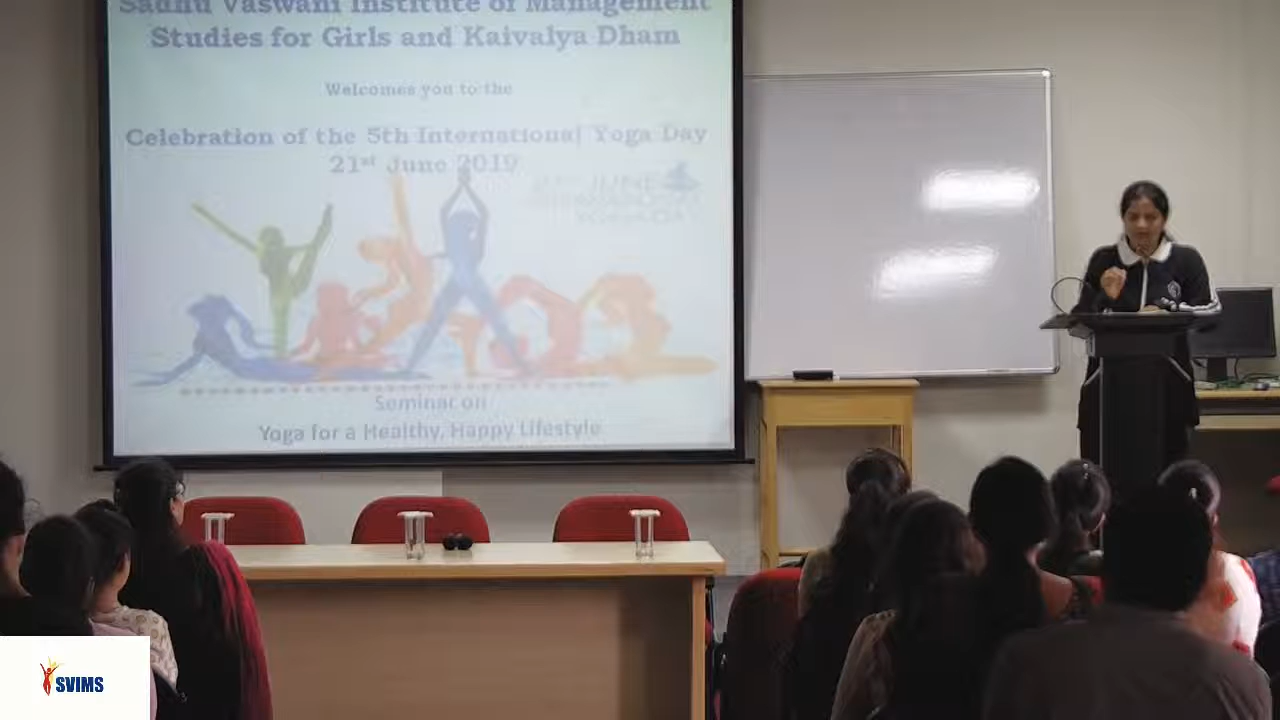 Sadhu Vaswani Institute of Management
Studies for Girls and Kaivalya Dham
Welcomes you to the
Celebration of the 5th International Yoga Day
21st June 2019
JUNE
Seminar on
Yoga for a Healthy, Happy Lifestyle
SVIMS